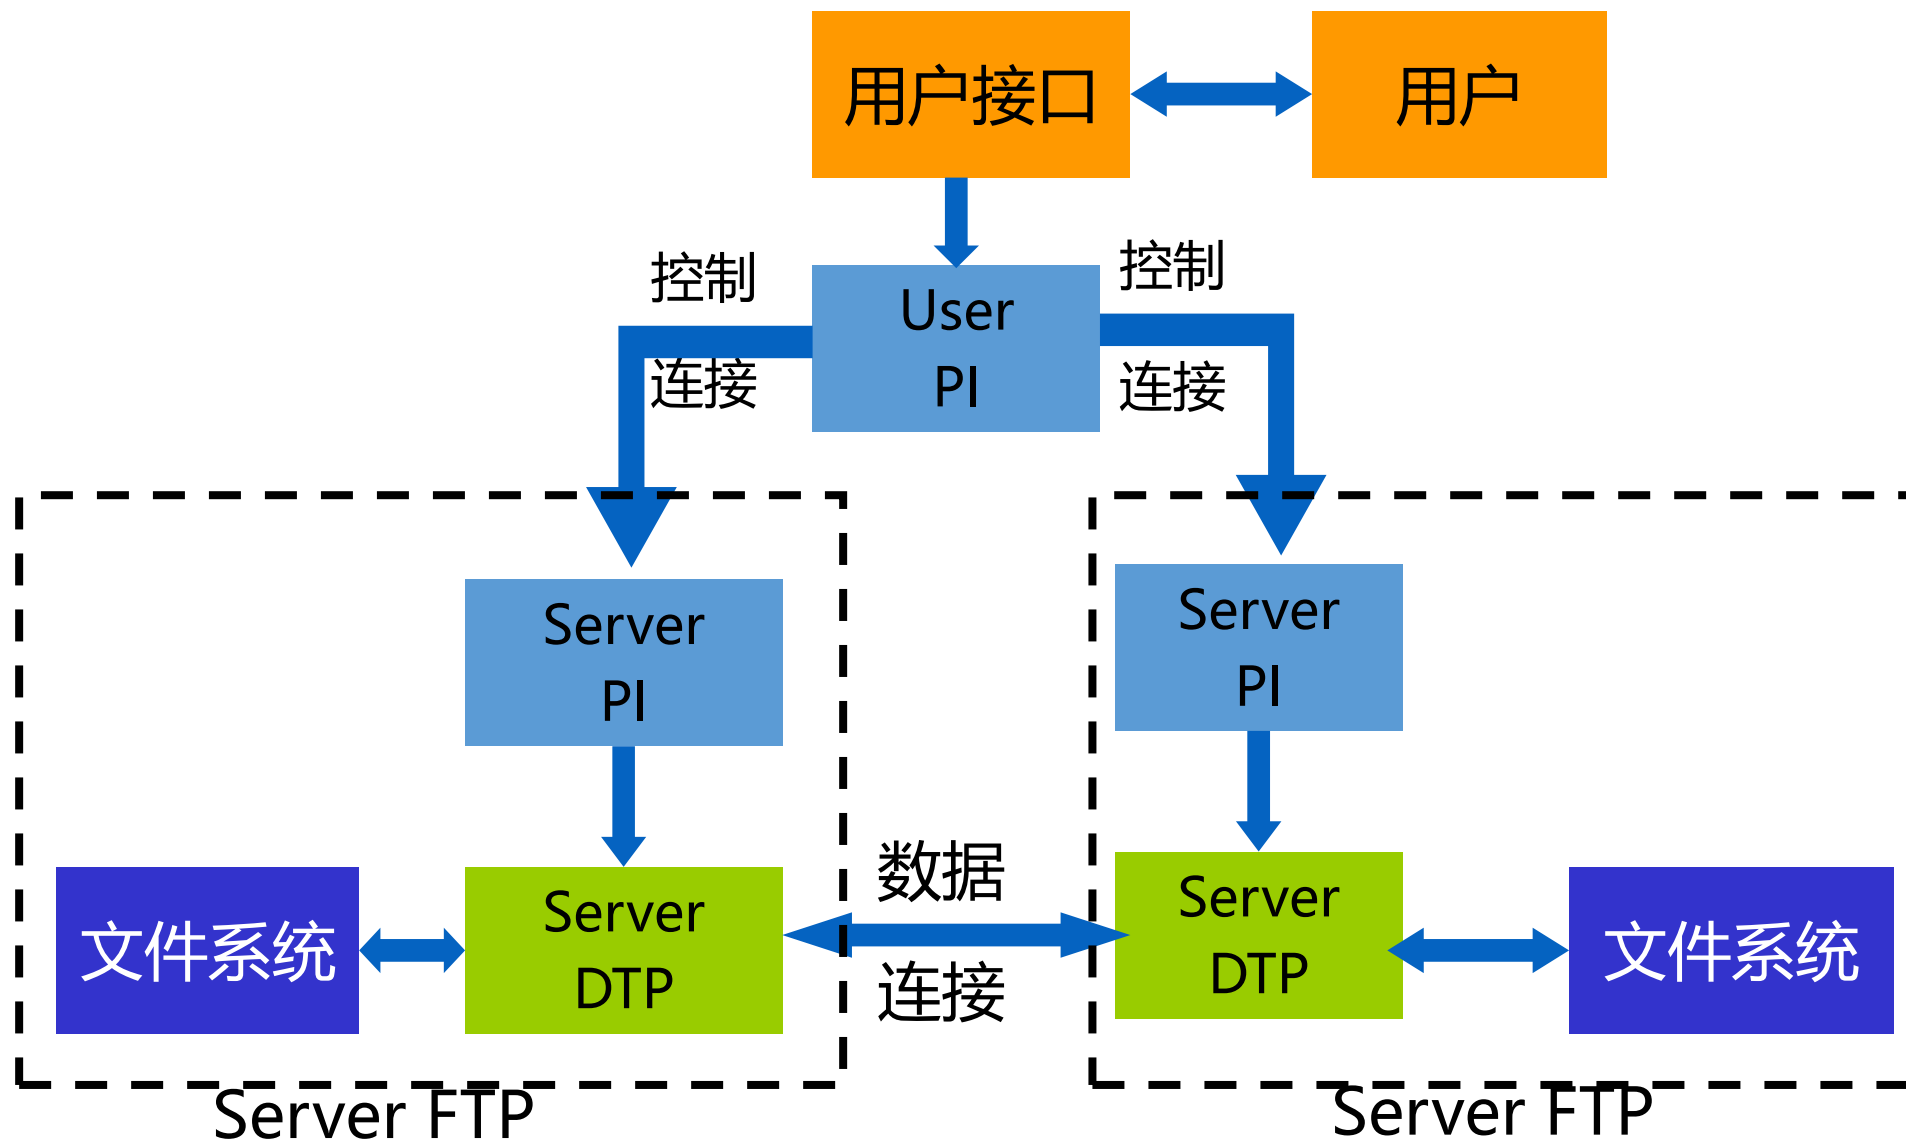 用户接口
用户
控制
连接
User
PI
控制
连接
Server
PI
Server
PI
文件系统
Server
DTP
数据
连接
Server
DTP
文件系统
Server FTP
Server FTP